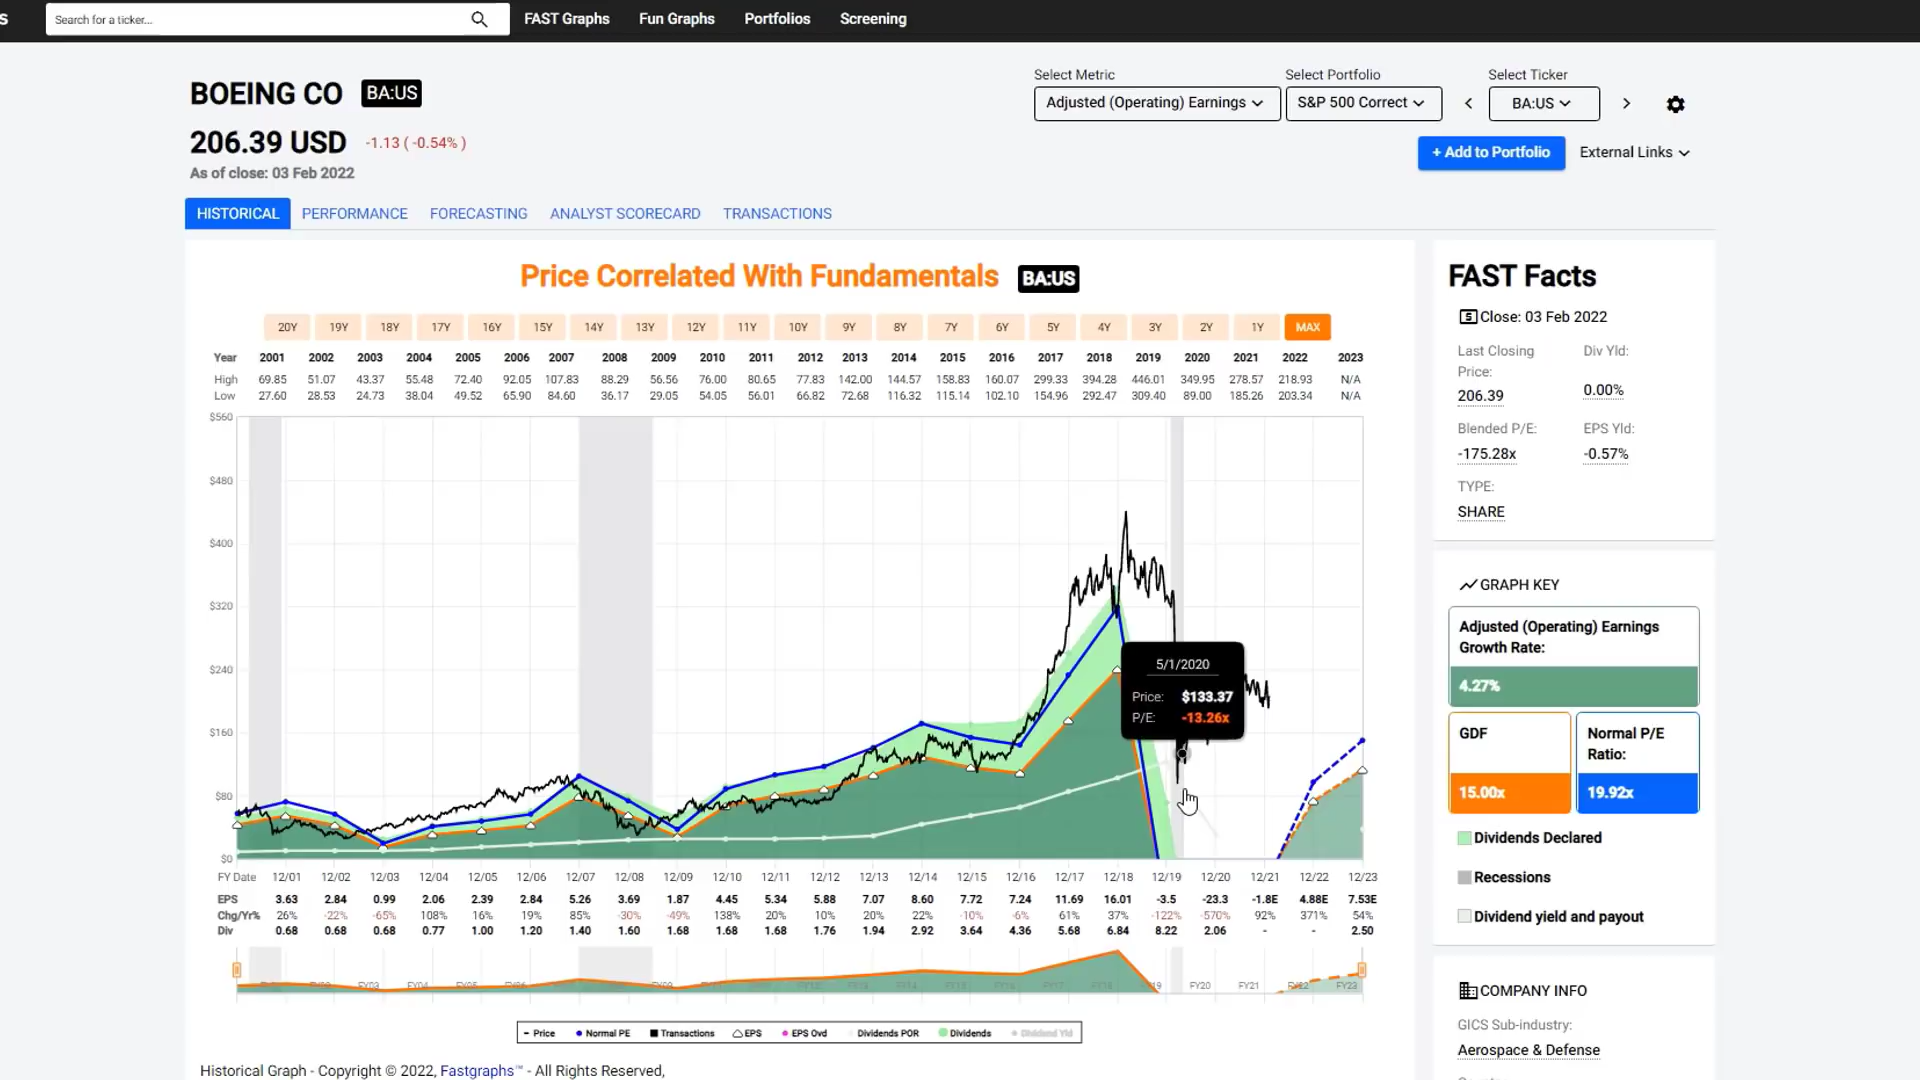 s
Search for a ticker...
FAST Graphs Fun Graphs Portfolios Screening
BOEING CO BA:US
206.39 USD -1.13 ( -0.54% )
As of close: 03 Feb 2022
Select Metric Select Portfolio Select Ticker
Adjusted (Operating) Earnings S&P 500 Correct < BA:US >
+ Add to Portfolio External Links
HISTORICAL PERFORMANCE FORECASTING ANALYST SCORECARD TRANSACTIONS
Price Correlated With Fundamentals BA:US
20Y 19Y 18Y 17Y 16Y 15Y 14Y 13Y 12Y 11Y 10Y 9Y 8Y 7Y 6Y 5Y 4Y 3Y 2Y 1Y MAX
Year 2001 2002 2003 2004 2005 2006 2007 2008 2009 2010 2011 2012 2013 2014 2015 2016 2017 2018 2019 2020 2021 2022 2023
High 69.85 51.07 43.37 55.48 72.40 92.05 107.83 88.29 56.56 76.00 80.65 77.83 142.00 144.57 158.83 160.07 299.33 394.28 446.01 349.95 278.57 218.93 N/A
Low 27.60 28.53 24.73 38.04 49.52 65.90 84.60 36.17 29.05 54.05 56.01 66.82 72.68 116.32 115.14 102.10 154.96 292.47 309.40 89.00 185.26 203.34 N/A
$560
$480
$400
$320
$240
$160
$80
$0
5/1/2020
Price: $133.37
P/E: -13.26x
FY Date 12/01 12/02 12/03 12/04 12/05 12/06 12/07 12/08 12/09 12/10 12/11 12/12 12/13 12/14 12/15 12/16 12/17 12/18 12/19 12/20 12/21 12/22 12/23
EPS 3.63 2.84 0.99 2.06 2.39 2.84 5.26 3.69 1.87 4.45 5.34 5.88 7.07 8.60 7.72 7.24 11.69 16.01 -3.5 -23.3 -1.8E 4.88E 7.53E
Chg/Yr% 26% -22% -65% 108% 16% 19% 85% -30% -49% 138% 20% 10% 20% 22% -10% -6% 61% 37% -122% -570% 92% 371% 54%
Div 0.68 0.68 0.68 0.77 1.00 1.20 1.40 1.60 1.68 1.68 1.68 1.76 1.94 2.92 3.64 4.36 5.68 6.84 8.22 2.06 - - 2.50
FY20 FY21 FY22 FY23
Price Normal PE Transactions EPS EPS Ovd Dividends POR Dividends Dividend Yld
Historical Graph - Copyright © 2022, Fastgraphs™ - All Rights Reserved,
FAST Facts
Close: 03 Feb 2022
Last Closing Price: Div Yld:
206.39 0.00%
Blended P/E: EPS Yld:
-175.28x -0.57%
TYPE:
SHARE
GRAPH KEY
Adjusted (Operating) Earnings
Growth Rate:
4.27%
GDF Normal P/E
Ratio:
15.00x 19.92x
Dividends Declared
Recessions
Dividend yield and payout
COMPANY INFO
GICS Sub-industry:
Aerospace & Defense